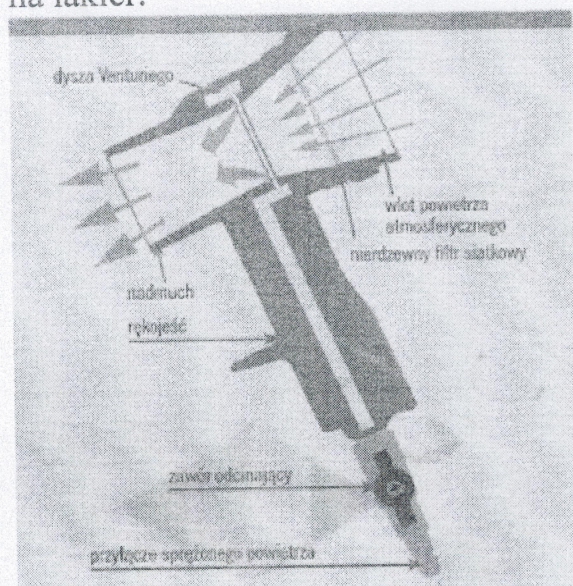 na lakier.
dysza Venturiego
wlot powietrza
atmosferycznego
nierdzewny filtr siatkowy
nadmuch
rękojeść
zawór odcinający
przyłącze sprężonego powietrza